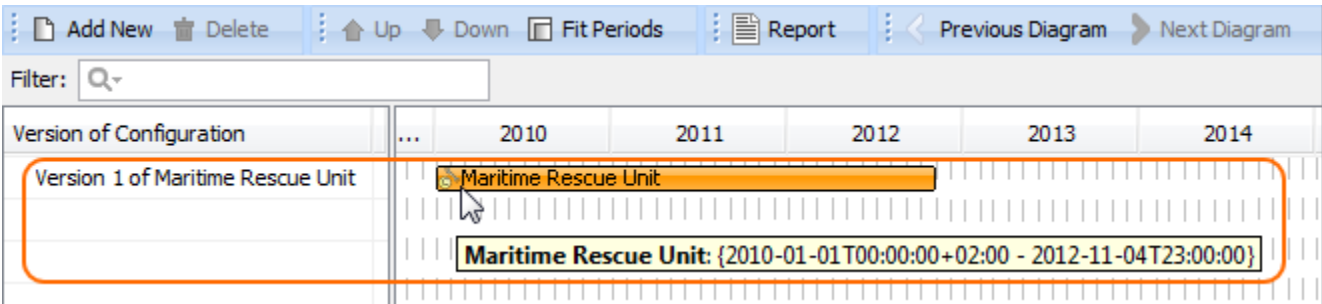 Add New Delete Up Down Fit Periods Report Previous Diagram Next Diagram
Filter:
Version of Configuration ... 2010 2011 2012 2013 2014
Version 1 of Maritime Rescue Unit Maritime Rescue Unit
Maritime Rescue Unit: {2010-01-01T00:00:00+02:00 - 2012-11-04T23:00:00}